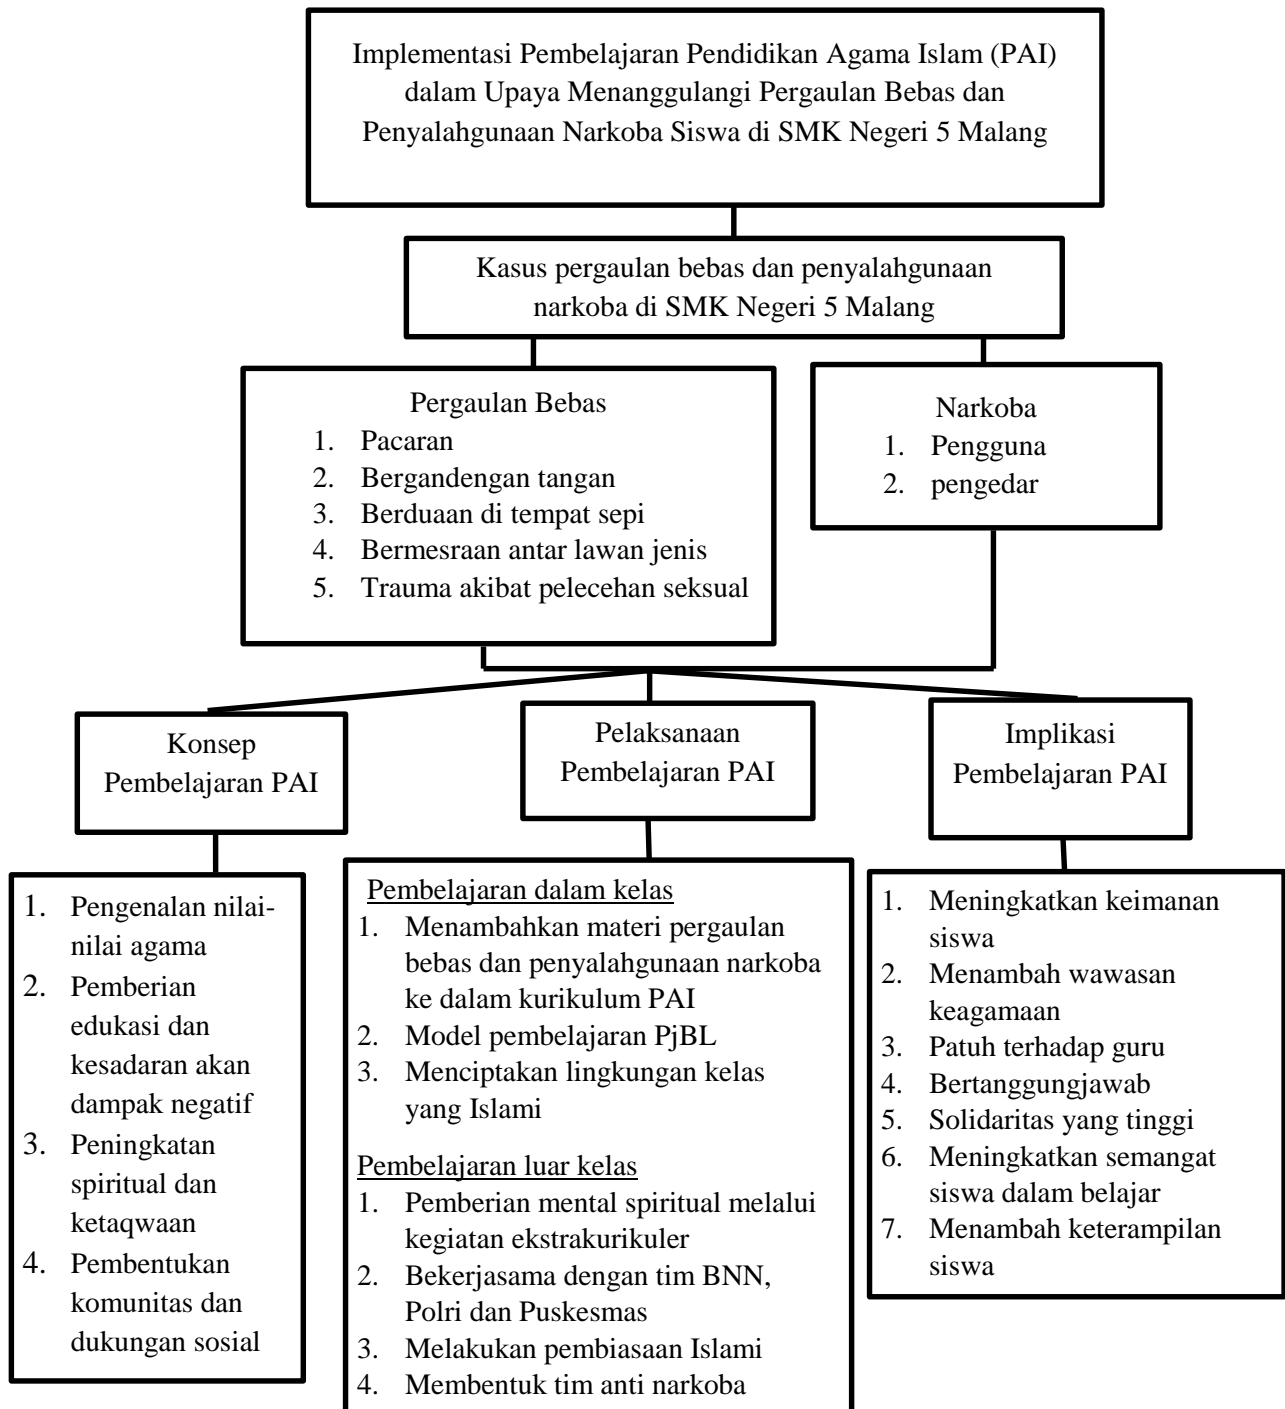 Implementasi Pembelajaran Pendidikan Agama Islam (PAI)
dalam Upaya Menanggulangi Pergaulan Bebas dan
Penyalahgunaan Narkoba Siswa di SMK Negeri 5 Malang
Kasus pergaulan bebas dan penyalahgunaan
narkoba di SMK Negeri 5 Malang
Pergaulan Bebas
1. Pacaran
2. Bergandengan tangan
3. Berduaan di tempat sepi
4. Bermesraan antar lawan jenis
5. Trauma akibat pelecehan seksual
Narkoba
1. Pengguna
2. pengedar
Konsep
Pembelajaran PAI
Pelaksanaan
Pembelajaran PAI
Implikasi
Pembelajaran PAI
1. Pengenalan nilai-
nilai agama
2. Pemberian
edukasi dan
kesadaran akan
dampak negatif
3. Peningkatan
spiritual dan
ketaqwaan
4. Pembentukan
komunitas dan
dukungan sosial
Pembelajaran dalam kelas
1. Menambahkan materi pergaulan
bebas dan penyalahgunaan narkoba
ke dalam kurikulum PAI
2. Model pembelajaran PjBL
3. Menciptakan lingkungan kelas
yang Islami
Pembelajaran luar kelas
1. Pemberian mental spiritual melalui
kegiatan ekstrakurikuler
2. Bekerjasama dengan tim BNN,
Polri dan Puskesmas
3. Melakukan pembiasaan Islami
4. Membentuk tim anti narkoba
1. Meningkatkan keimanan
siswa
2. Menambah wawasan
keagamaan
3. Patuh terhadap guru
4. Bertanggungjawab
5. Solidaritas yang tinggi
6. Meningkatkan semangat
siswa dalam belajar
7. Menambah keterampilan
siswa